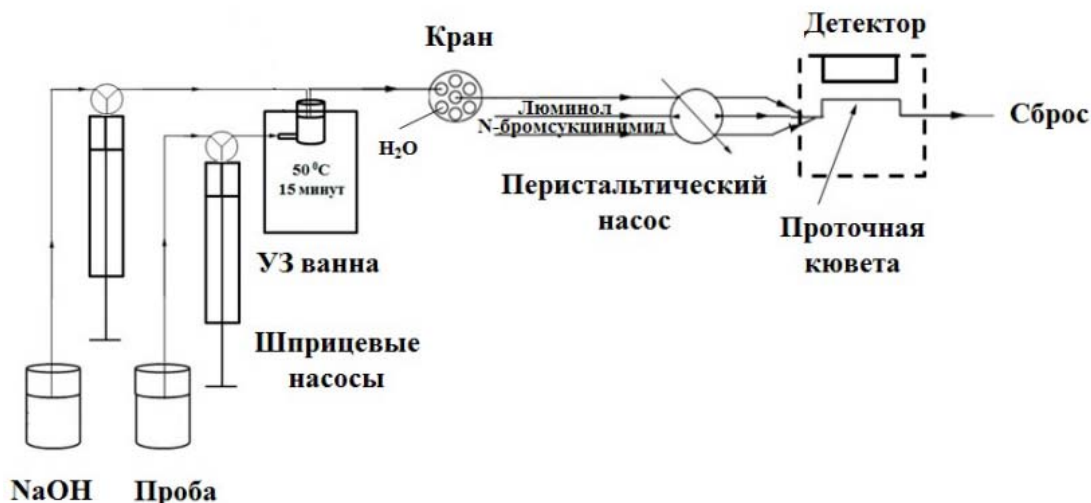 Детектор
Кран
Люминол
N-бромсукцинимид
H₂O
Сброс
50 ⁰C
15 минут
Перистальтический
насос
Проточная
кювета
УЗ ванна
Шприцевые
насосы
NaOH
Проба